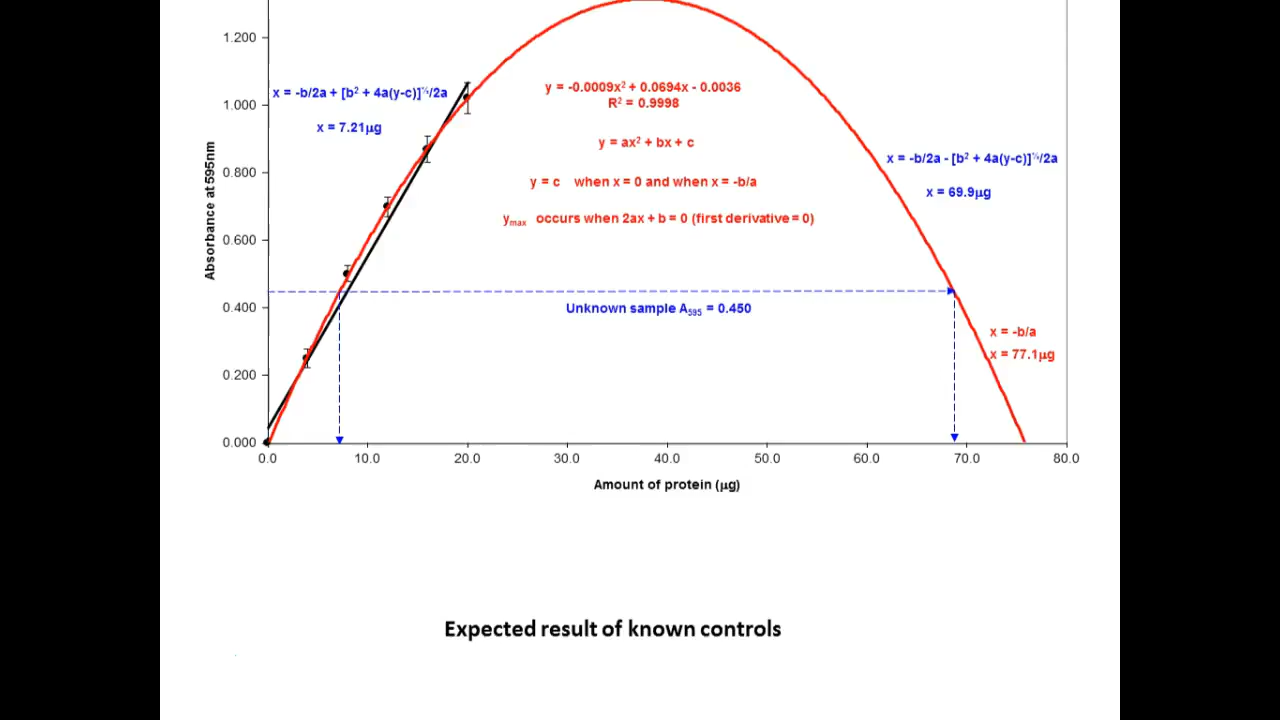 1.200
x = -b/2a + [b² + 4a(y-c)]^½/2a
x = 7.21µg
1.000
y = -0.0009x² + 0.0694x - 0.0036
R² = 0.9998
y = ax² + bx + c
0.800
x = -b/2a - [b² + 4a(y-c)]^½/2a
x = 69.9µg
y = c when x = 0 and when x = -b/a
ymax occurs when 2ax + b = 0 (first derivative = 0)
0.600
Absorbance at 595nm
0.400
Unknown sample A595 = 0.450
x = -b/a
x = 77.1µg
0.200
0.000
0.0 10.0 20.0 30.0 40.0 50.0 60.0 70.0 80.0
Amount of protein (µg)
Expected result of known controls